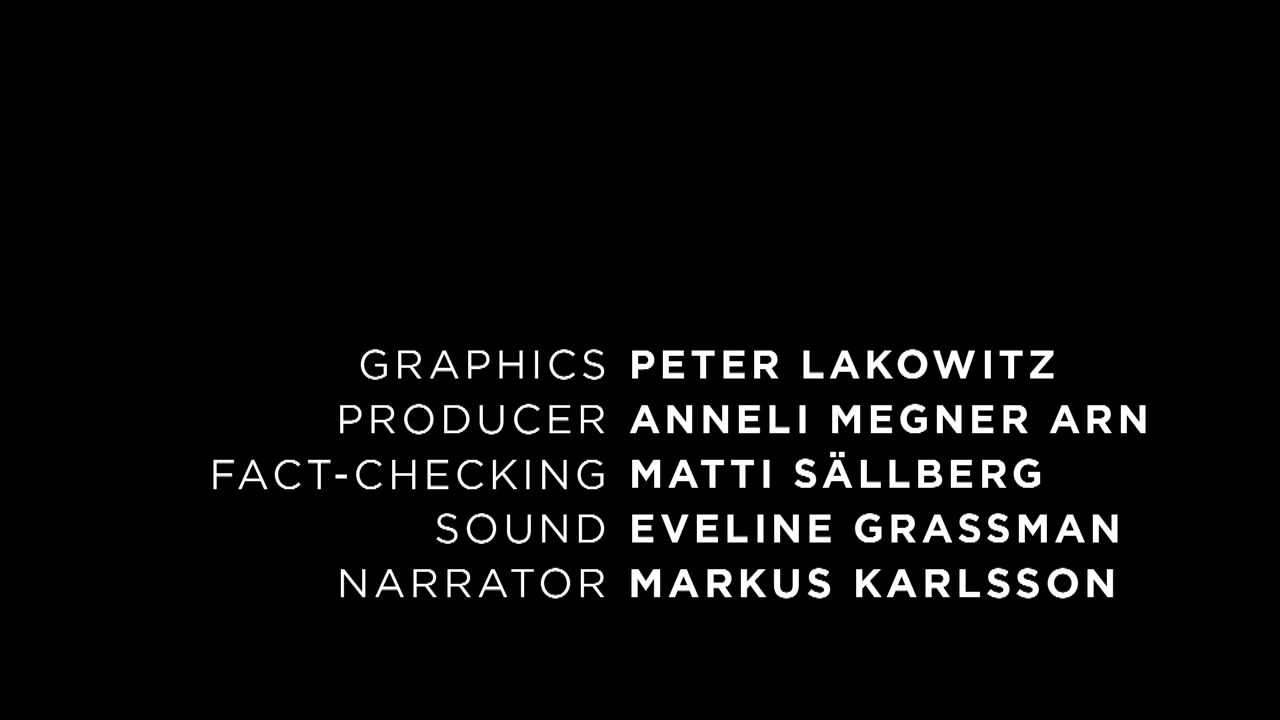 GRAPHICS PETER LAKOWITZ
PRODUCER ANNELI MEGNER ARN
FACT-CHECKING MATTI SÄLLBERG
SOUND EVELINE GRASSMAN
NARRATOR MARKUS KARLSSON